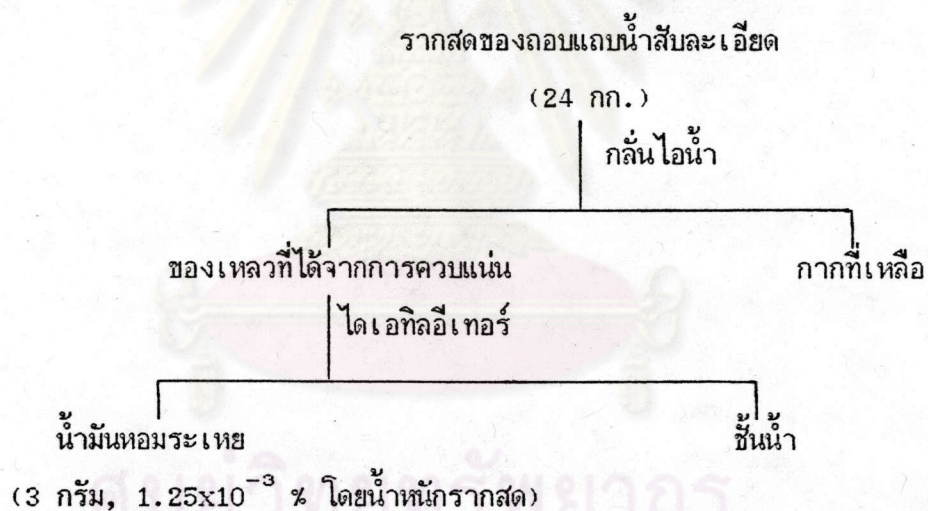 รากสดของถอบแถบน้ำสับละเอียด
(24 กก.)
กลั่นไอน้ำ
ของเหลวที่ได้จากการควบแน่น กากที่เหลือ
ไดเอทิลอีเทอร์
น้ำมันหอมระเหย ชั้นน้ำ
(3 กรัม, 1.25x10⁻³ % โดยน้ำหนักรากสด)